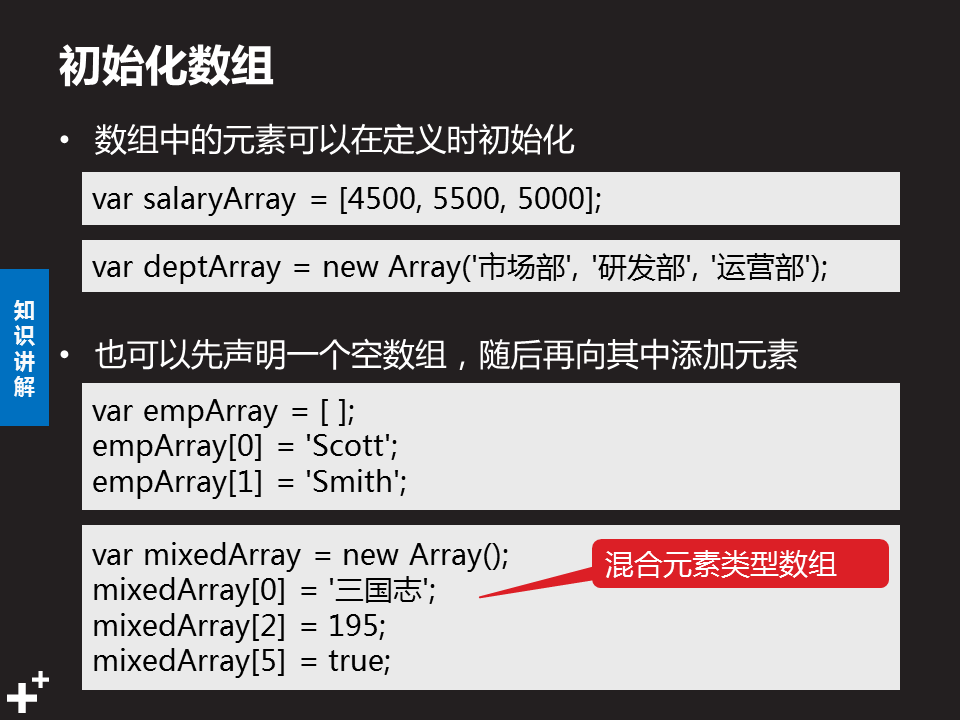 初始化数组
• 数组中的元素可以在定义时初始化
var salaryArray = [4500, 5500, 5000];
var deptArray = new Array('市场部', '研发部', '运营部');
知识讲解
• 也可以先声明一个空数组，随后再向其中添加元素
var empArray = [ ];
empArray[0] = 'Scott';
empArray[1] = 'Smith';
var mixedArray = new Array();
混合元素类型数组
mixedArray[0] = '三国志';
mixedArray[2] = 195;
mixedArray[5] = true;